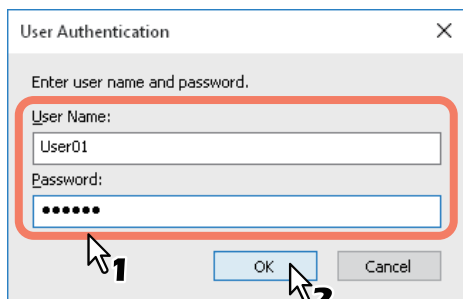 User Authentication
Enter user name and password.
User Name:
User01
Password:
●●●●●●
1
OK
Cancel
2